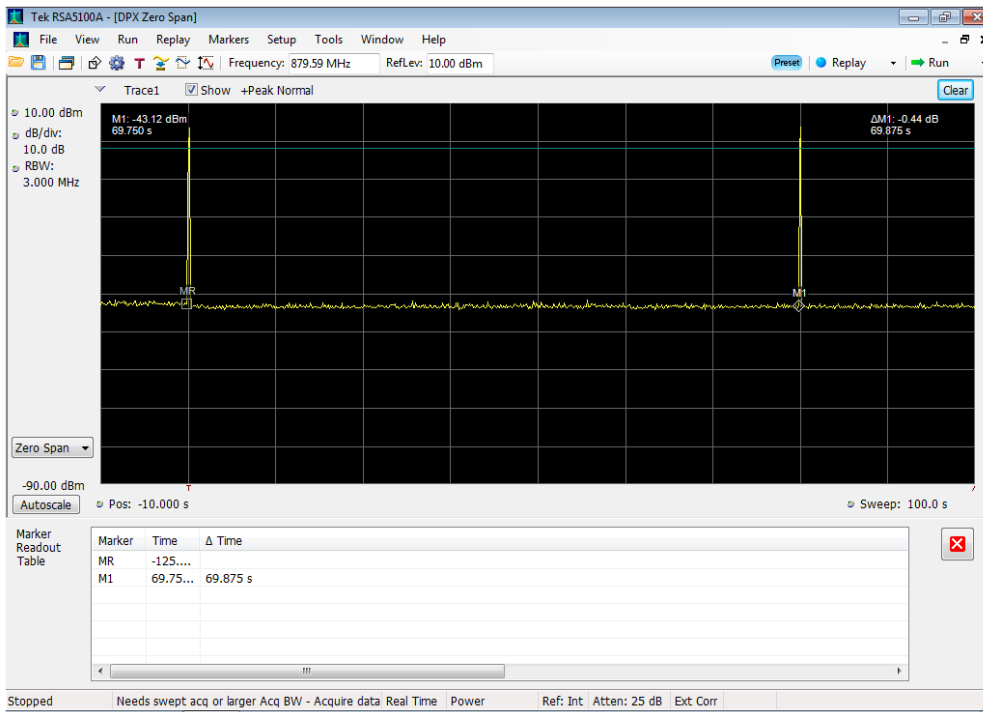 Tek RSA5100A - [DPX Zero Span]
File View Run Replay Markers Setup Tools Window Help
T Frequency: 879.59 MHz RefLev: 10.00 dBm Preset Replay Run
Trace1 Show +Peak Normal Clear
10.00 dBm
dB/div:
10.0 dB
RBW:
3.000 MHz
M1: -43.12 dBm
69.750 s
ΔM1: -0.44 dB
69.875 s
MR
M1
Zero Span
-90.00 dBm
T
Autoscale Pos: -10.000 s Sweep: 100.0 s
Marker
Readout
Table
Marker Time Δ Time
MR -125....
M1 69.75... 69.875 s
Stopped Needs swept acq or larger Acq BW - Acquire data Real Time Power Ref: Int Atten: 25 dB Ext Corr